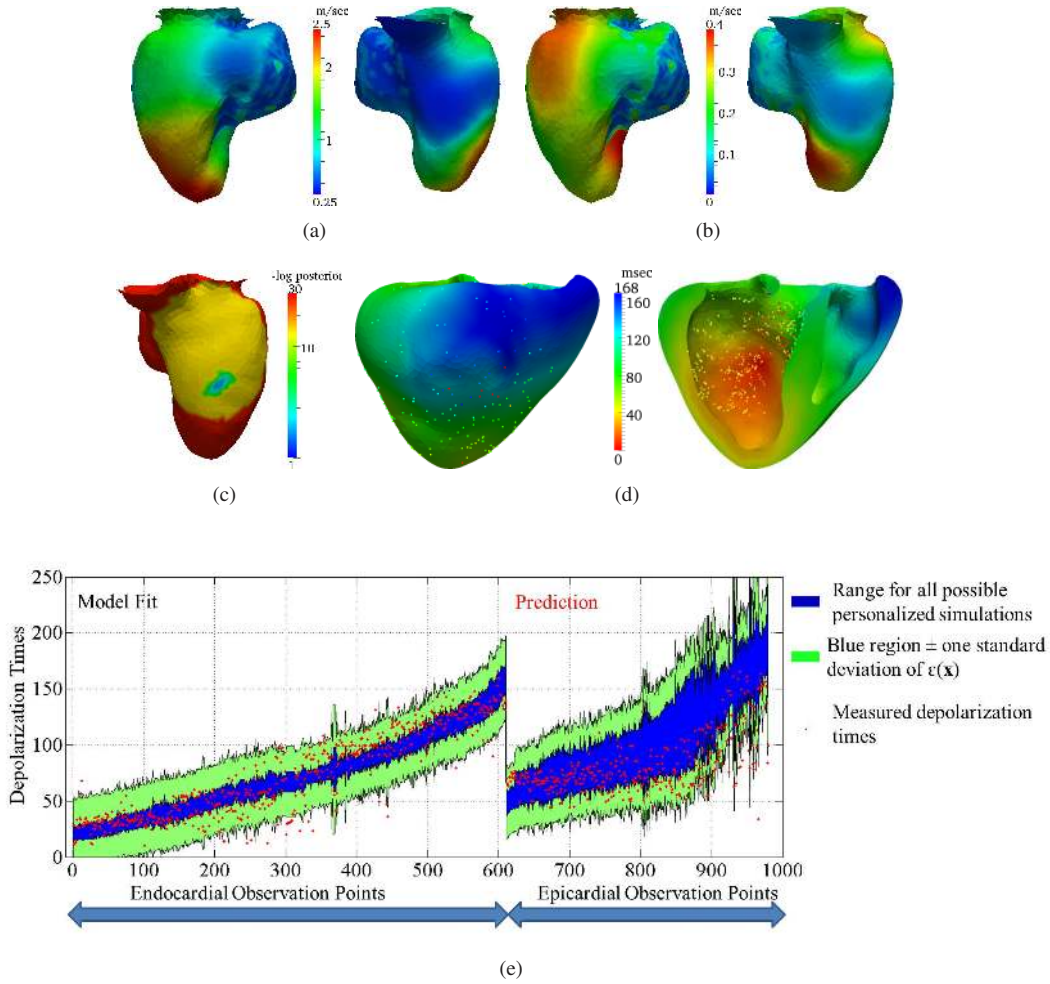 m/sec
2.5
2
1
0.25
m/sec
0.4
0.3
0.2
0.1
0
(a)
(b)
-log posterior
30
10
1
msec
168
160
120
80
40
0
(c)
(d)
250
200
150
100
50
0
Depolarization Times
Model Fit
Prediction
0
100
200
300
400
500
600
700
800
900
1000
Endocardial Observation Points
Epicardial Observation Points
Range for all possible
personalized simulations
Blue region ± one standard
deviation of ε(x)
Measured depolarization
times
(e)